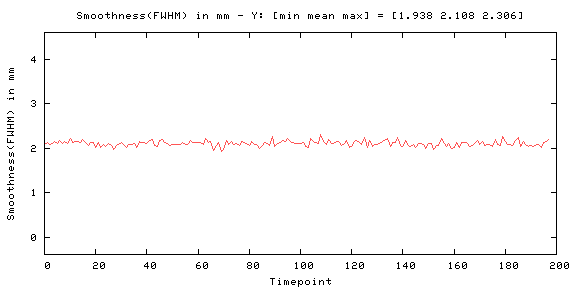 Smoothness(FWHM) in mm - Y: [min mean max] = [1.938 2.108 2.306]
Smoothness(FWHM) in mm
4
3
2
1
0
0 20 40 60 80 100 120 140 160 180 200
Timepoint